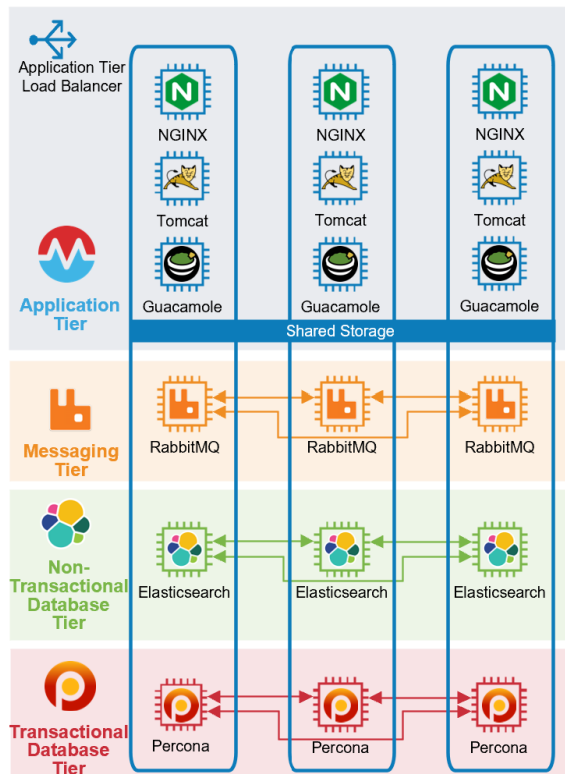 Application Tier
Load Balancer
NGINX
NGINX
NGINX
Tomcat
Tomcat
Tomcat
Application
Tier
Guacamole
Guacamole
Guacamole
Shared Storage
Messaging
Tier
RabbitMQ
RabbitMQ
RabbitMQ
Non-
Transactional
Database
Tier
Elasticsearch
Elasticsearch
Elasticsearch
Transactional
Database
Tier
Percona
Percona
Percona